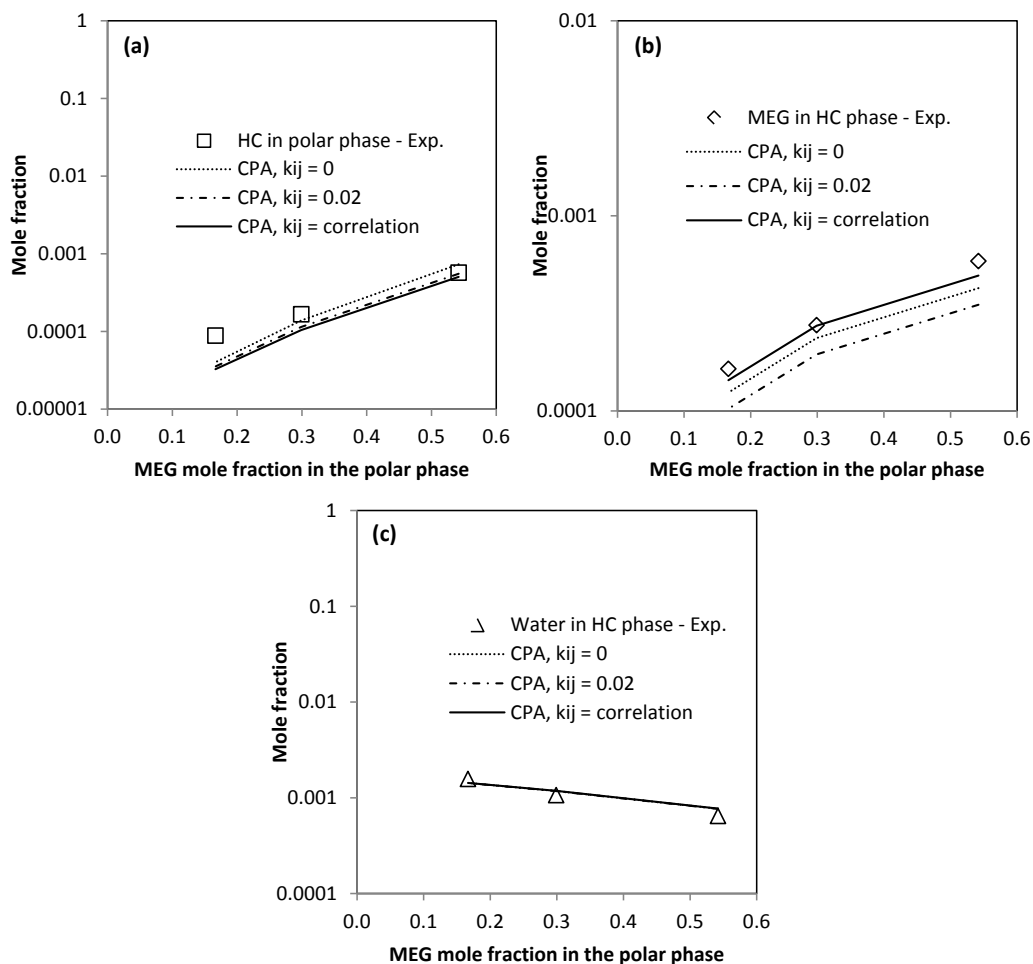 (a)
1
0.1
0.01
0.001
0.0001
0.00001
Mole fraction
HC in polar phase - Exp.
CPA, kij = 0
CPA, kij = 0.02
CPA, kij = correlation
0.0 0.1 0.2 0.3 0.4 0.5 0.6
MEG mole fraction in the polar phase
(b)
0.01
0.001
0.0001
Mole fraction
MEG in HC phase - Exp.
CPA, kij = 0
CPA, kij = 0.02
CPA, kij = correlation
0.0 0.1 0.2 0.3 0.4 0.5 0.6
MEG mole fraction in the polar phase
(c)
1
0.1
0.01
0.001
0.0001
Mole fraction
Water in HC phase - Exp.
CPA, kij = 0
CPA, kij = 0.02
CPA, kij = correlation
0.0 0.1 0.2 0.3 0.4 0.5 0.6
MEG mole fraction in the polar phase